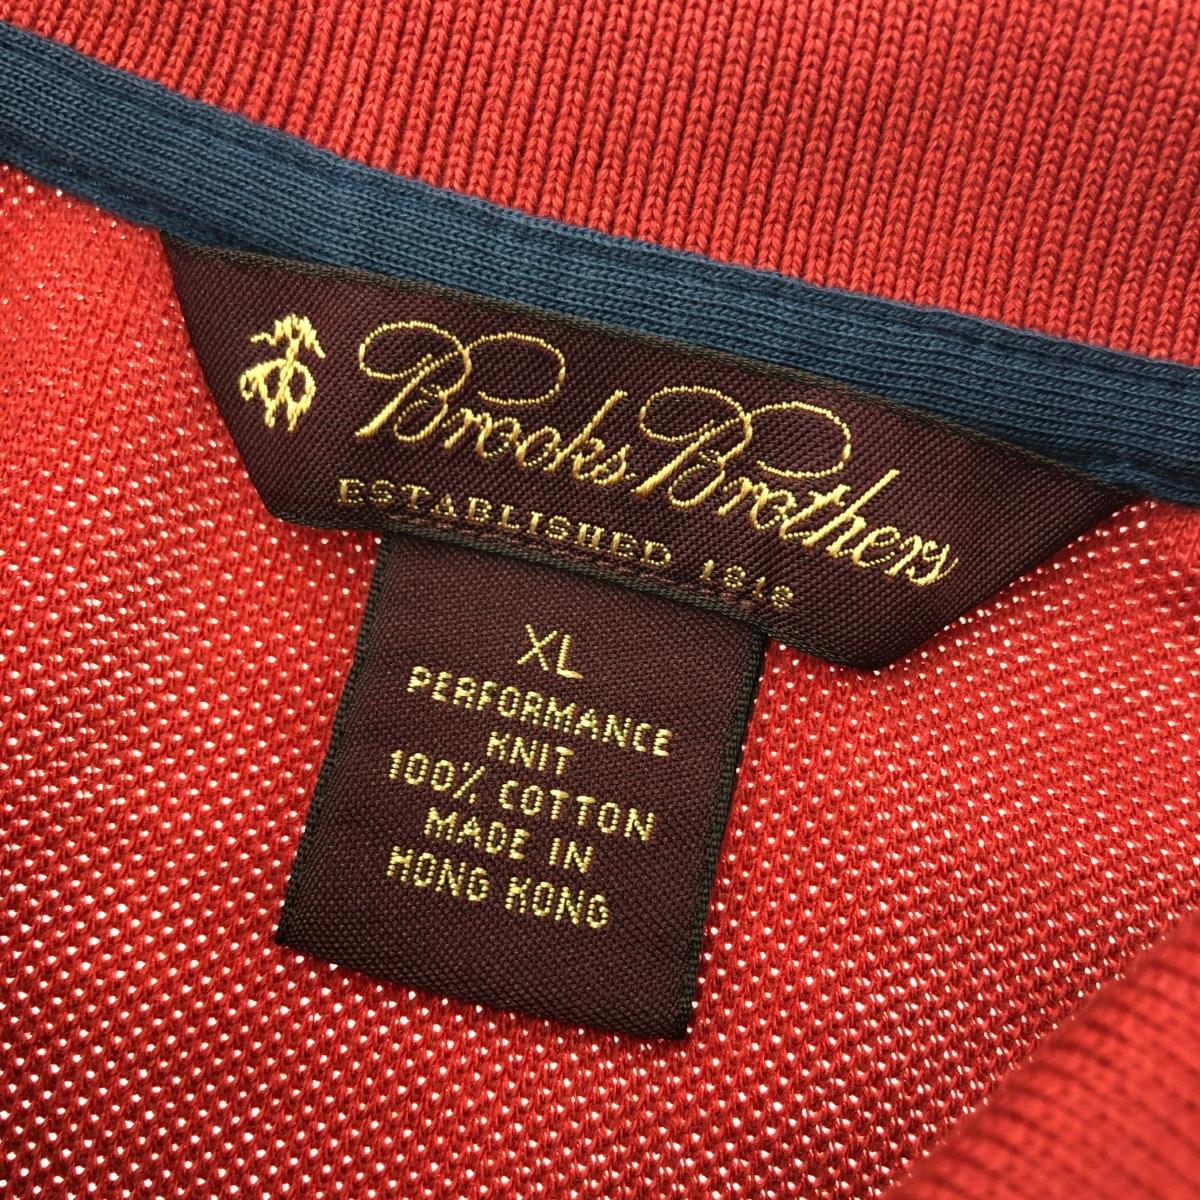 Brooks Brothers
ESTABLISHED 1818
XL
PERFORMANCE
KNIT
100% COTTON
MADE IN
HONG KONG